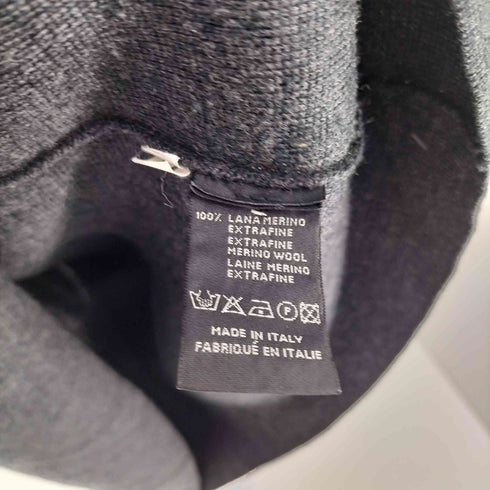 100% LANA MERINO
EXTRAFINE
EXTRAFINE
MERINO WOOL
LAINE MERINO
EXTRAFINE
MADE IN ITALY
FABRIQUÉ EN ITALIE